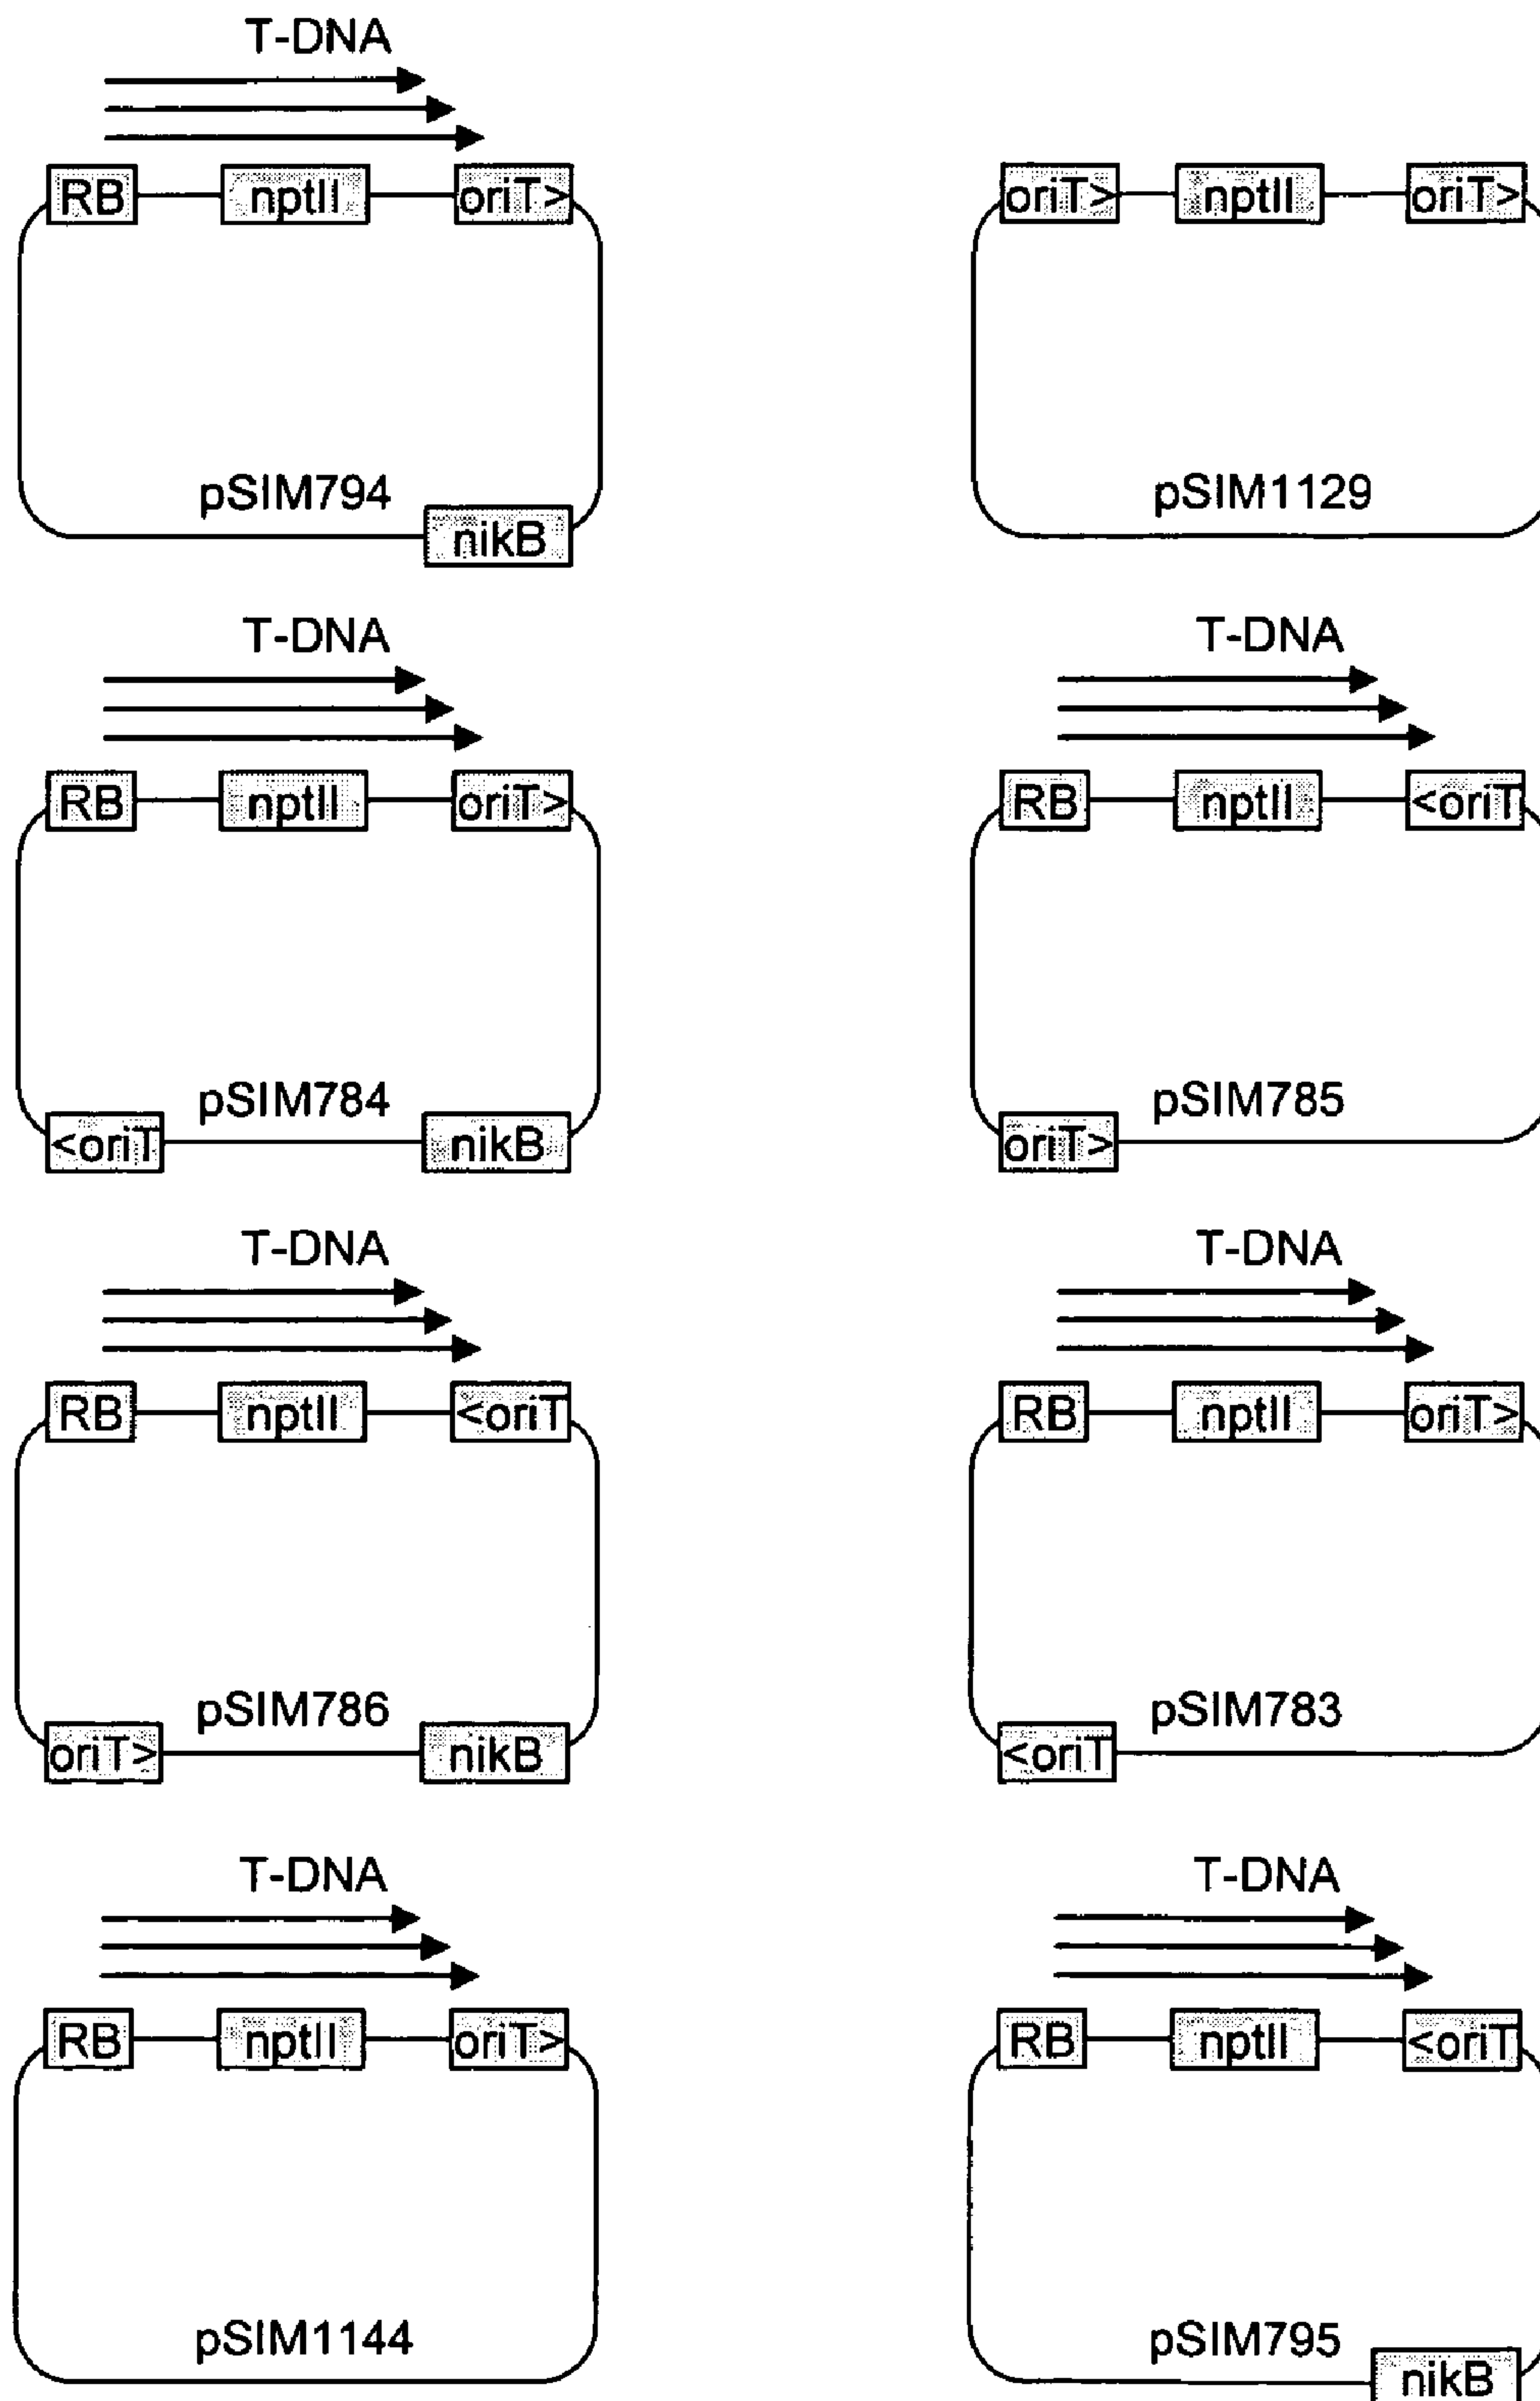 T-DNA
RB nptII oriT> oriT> nptII oriT>
pSIM794 pSIM1129
nikB
T-DNA T-DNA
RB nptII oriT> RB nptII <oriT
pSIM784 pSIM785
<oriT nikB oriT>
T-DNA T-DNA
RB nptII <oriT RB nptII oriT>
pSIM786 pSIM783
oriT> nikB <oriT
T-DNA T-DNA
RB nptII oriT> RB nptII <oriT
pSIM1144 pSIM795
nikB